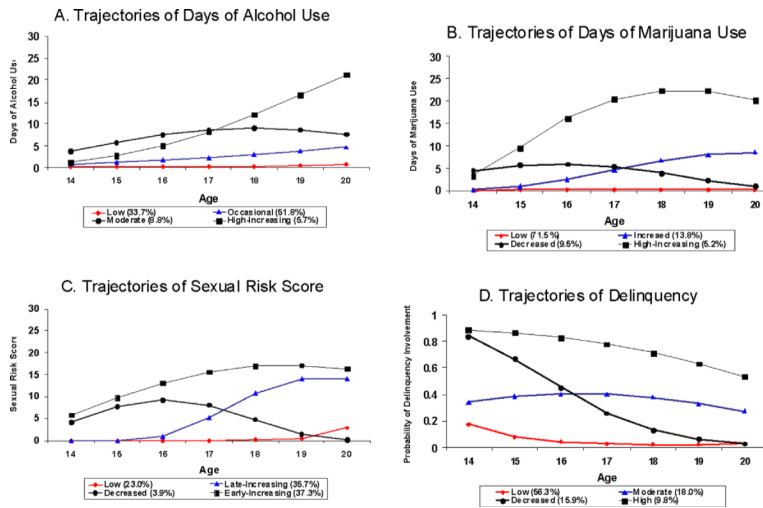 A. Trajectories of Days of Alcohol Use
30
25
20
15
10
5
0
Days of Alcohol Use
14 15 16 17 18 19 20
Age
Low (33.7%) Occasional (51.8%)
Moderate (8.8%) High-Increasing (5.7%)
B. Trajectories of Days of Marijuana Use
30
25
20
15
10
5
0
Days of Marijuana Use
14 15 16 17 18 19 20
Age
Low (71.5%) Increased (13.8%)
Decreased (9.5%) High-Increasing (5.2%)
C. Trajectories of Sexual Risk Score
30
25
20
15
10
5
0
Sexual Risk Score
14 15 16 17 18 19 20
Age
Low (23.0%) Late-Increasing (35.7%)
Decreased (3.9%) Early-Increasing (37.3%)
D. Trajectories of Delinquency
1
0.8
0.6
0.4
0.2
0
Probability of Delinquency Involvement
14 15 16 17 18 19 20
Age
Low (56.3%) Moderate (18.0%)
Decreased (15.9%) High (9.8%)